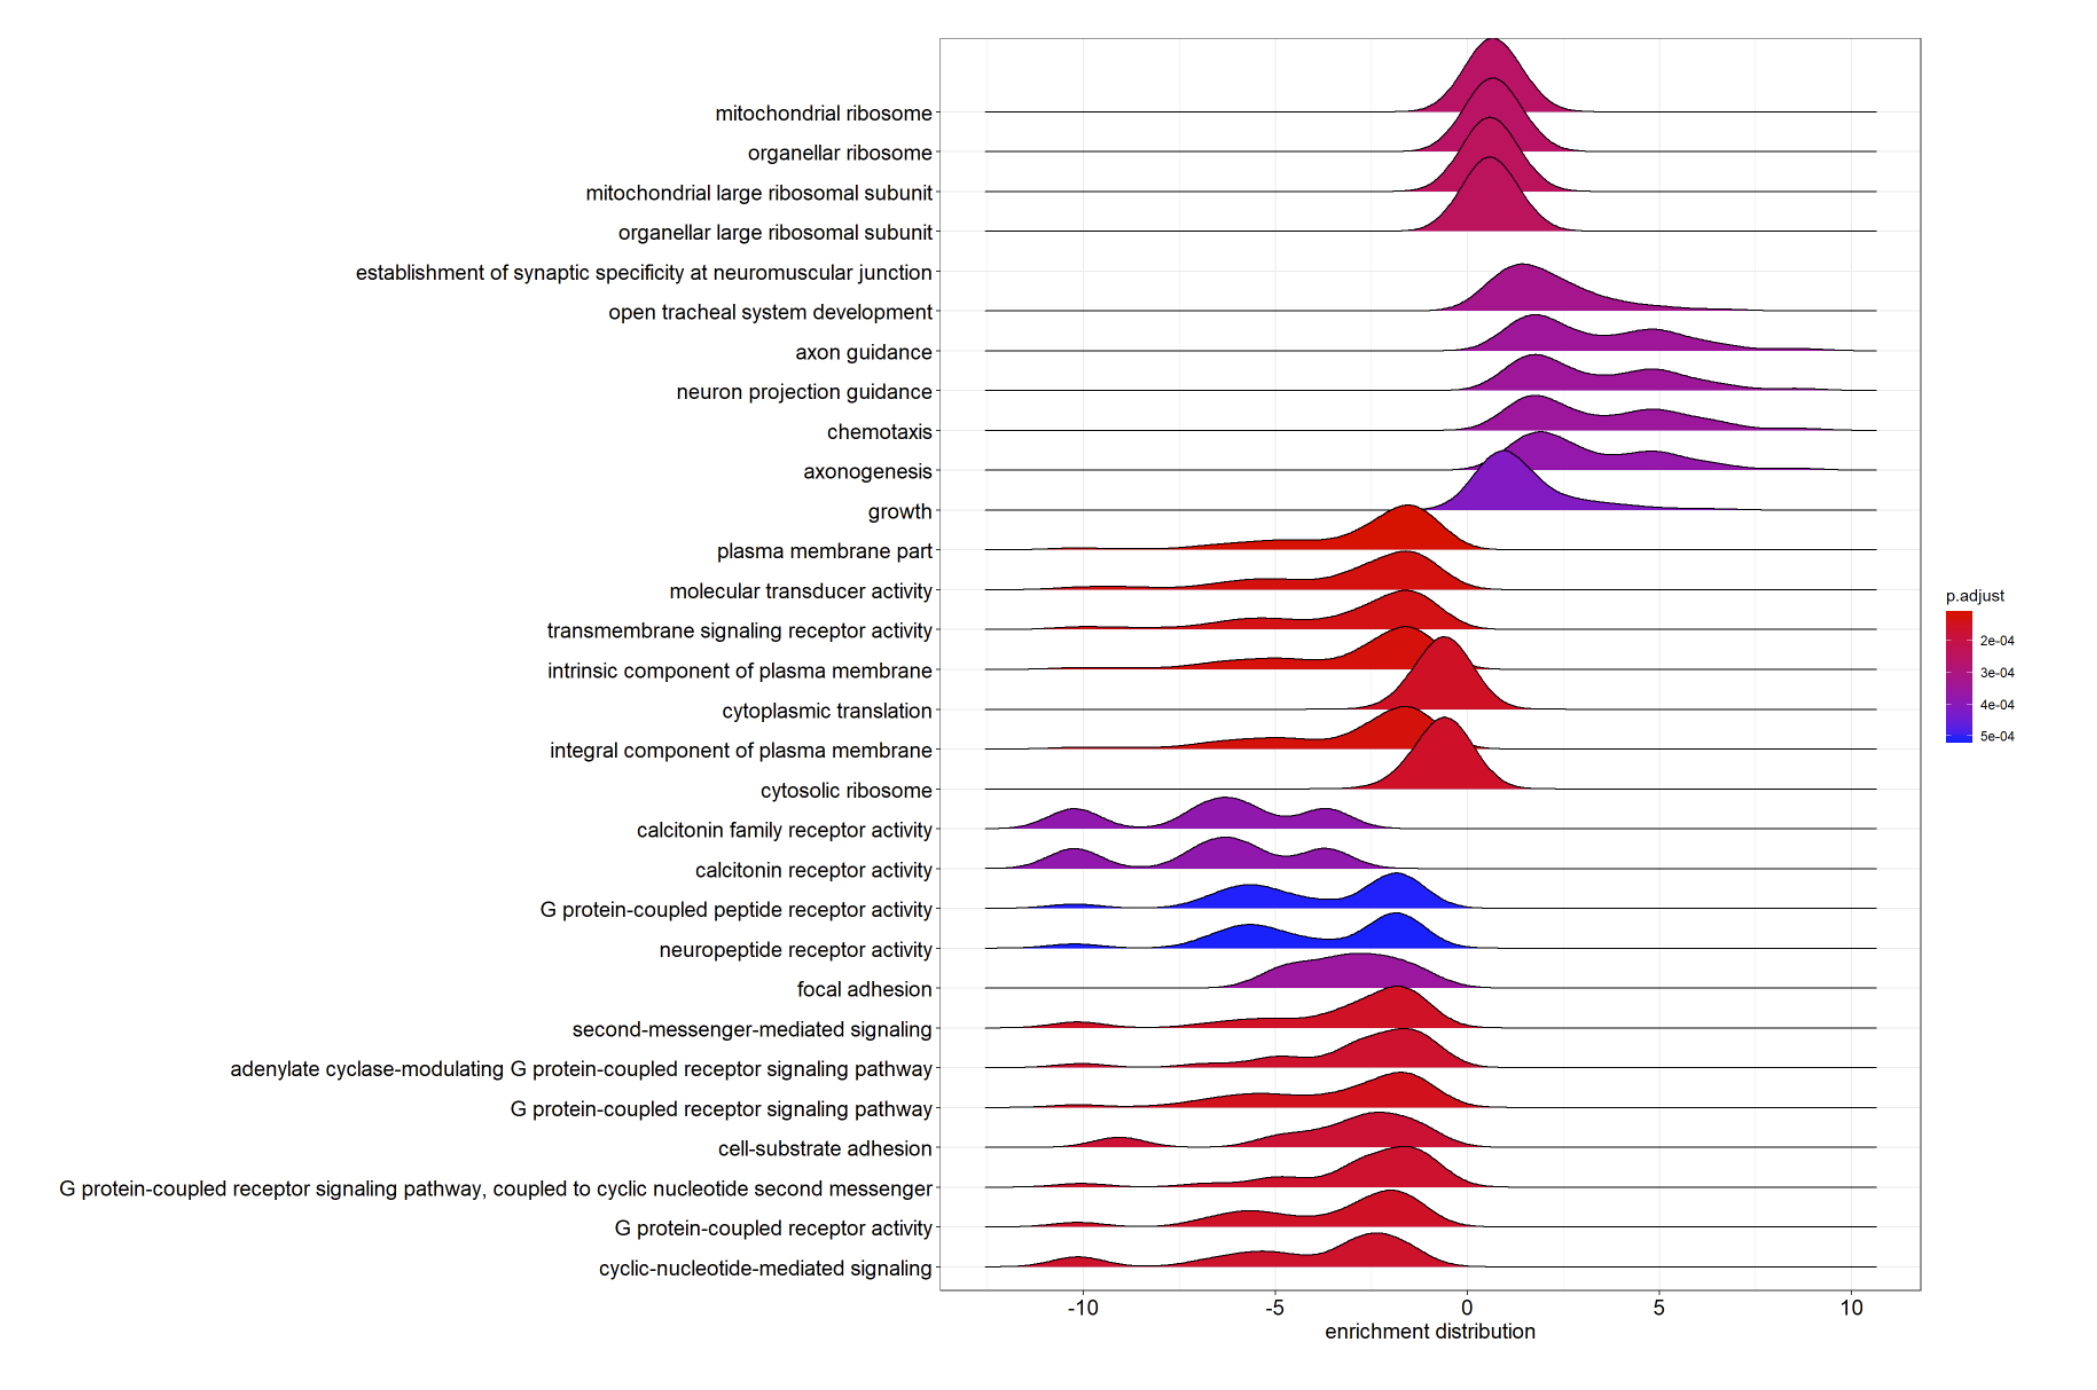 mitochondrial ribosome
organellar ribosome
mitochondrial large ribosomal subunit
organellar large ribosomal subunit
establishment of synaptic specificity at neuromuscular junction
open tracheal system development
axon guidance
neuron projection guidance
chemotaxis
axonogenesis
growth
plasma membrane part
molecular transducer activity
transmembrane signaling receptor activity
intrinsic component of plasma membrane
cytoplasmic translation
integral component of plasma membrane
cytosolic ribosome
calcitonin family receptor activity
calcitonin receptor activity
G protein-coupled peptide receptor activity
neuropeptide receptor activity
focal adhesion
second-messenger-mediated signaling
adenylate cyclase-modulating G protein-coupled receptor signaling pathway
G protein-coupled receptor signaling pathway
cell-substrate adhesion
G protein-coupled receptor signaling pathway, coupled to cyclic nucleotide second messenger
G protein-coupled receptor activity
cyclic-nucleotide-mediated signaling
-10 -5 0 5 10
enrichment distribution
p.adjust
2e-04
3e-04
4e-04
5e-04